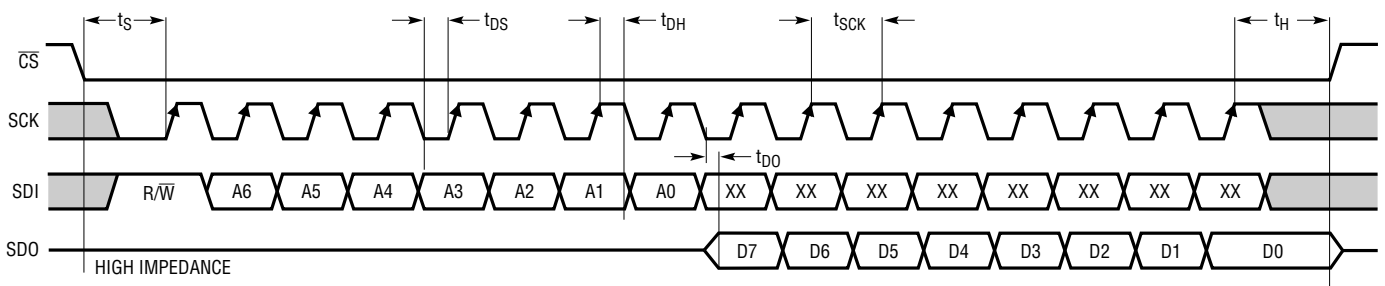 tS tDS tDH tSCK tH
CS
SCK
tDO
SDI R/W A6 A5 A4 A3 A2 A1 A0 XX XX XX XX XX XX XX XX
SDO D7 D6 D5 D4 D3 D2 D1 D0
HIGH IMPEDANCE